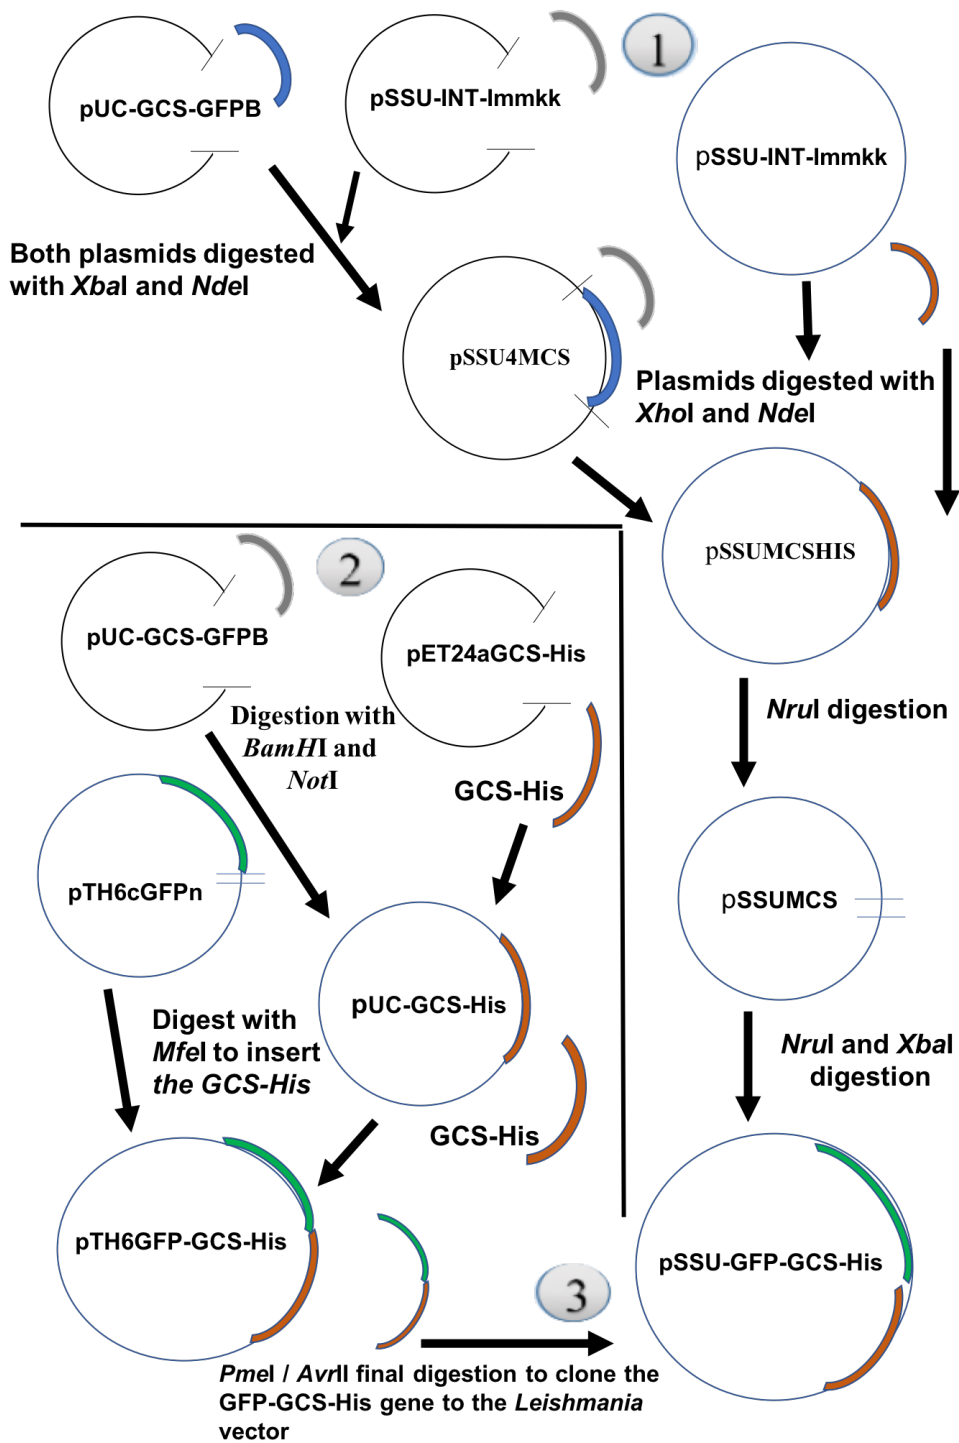 1
pUC-GCS-GFPB
pSSU-INT-Immkk
pSSU-INT-Immkk
Both plasmids digested
with XbaI and NdeI
pSSU4MCS
Plasmids digested with
XhoI and NdeI
pSSUMCSHIS
NruI digestion
pSSUMCS
NruI and XbaI
digestion
pSSU-GFP-GCS-His
2
pUC-GCS-GFPB
pET24aGCS-His
Digestion with
BamHI and
NotI
GCS-His
pTH6cGFPn
pUC-GCS-His
Digest with
MfeI to insert
the GCS-His
GCS-His
pTH6GFP-GCS-His
3
PmeI / AvrII final digestion to clone the
GFP-GCS-His gene to the Leishmania
vector